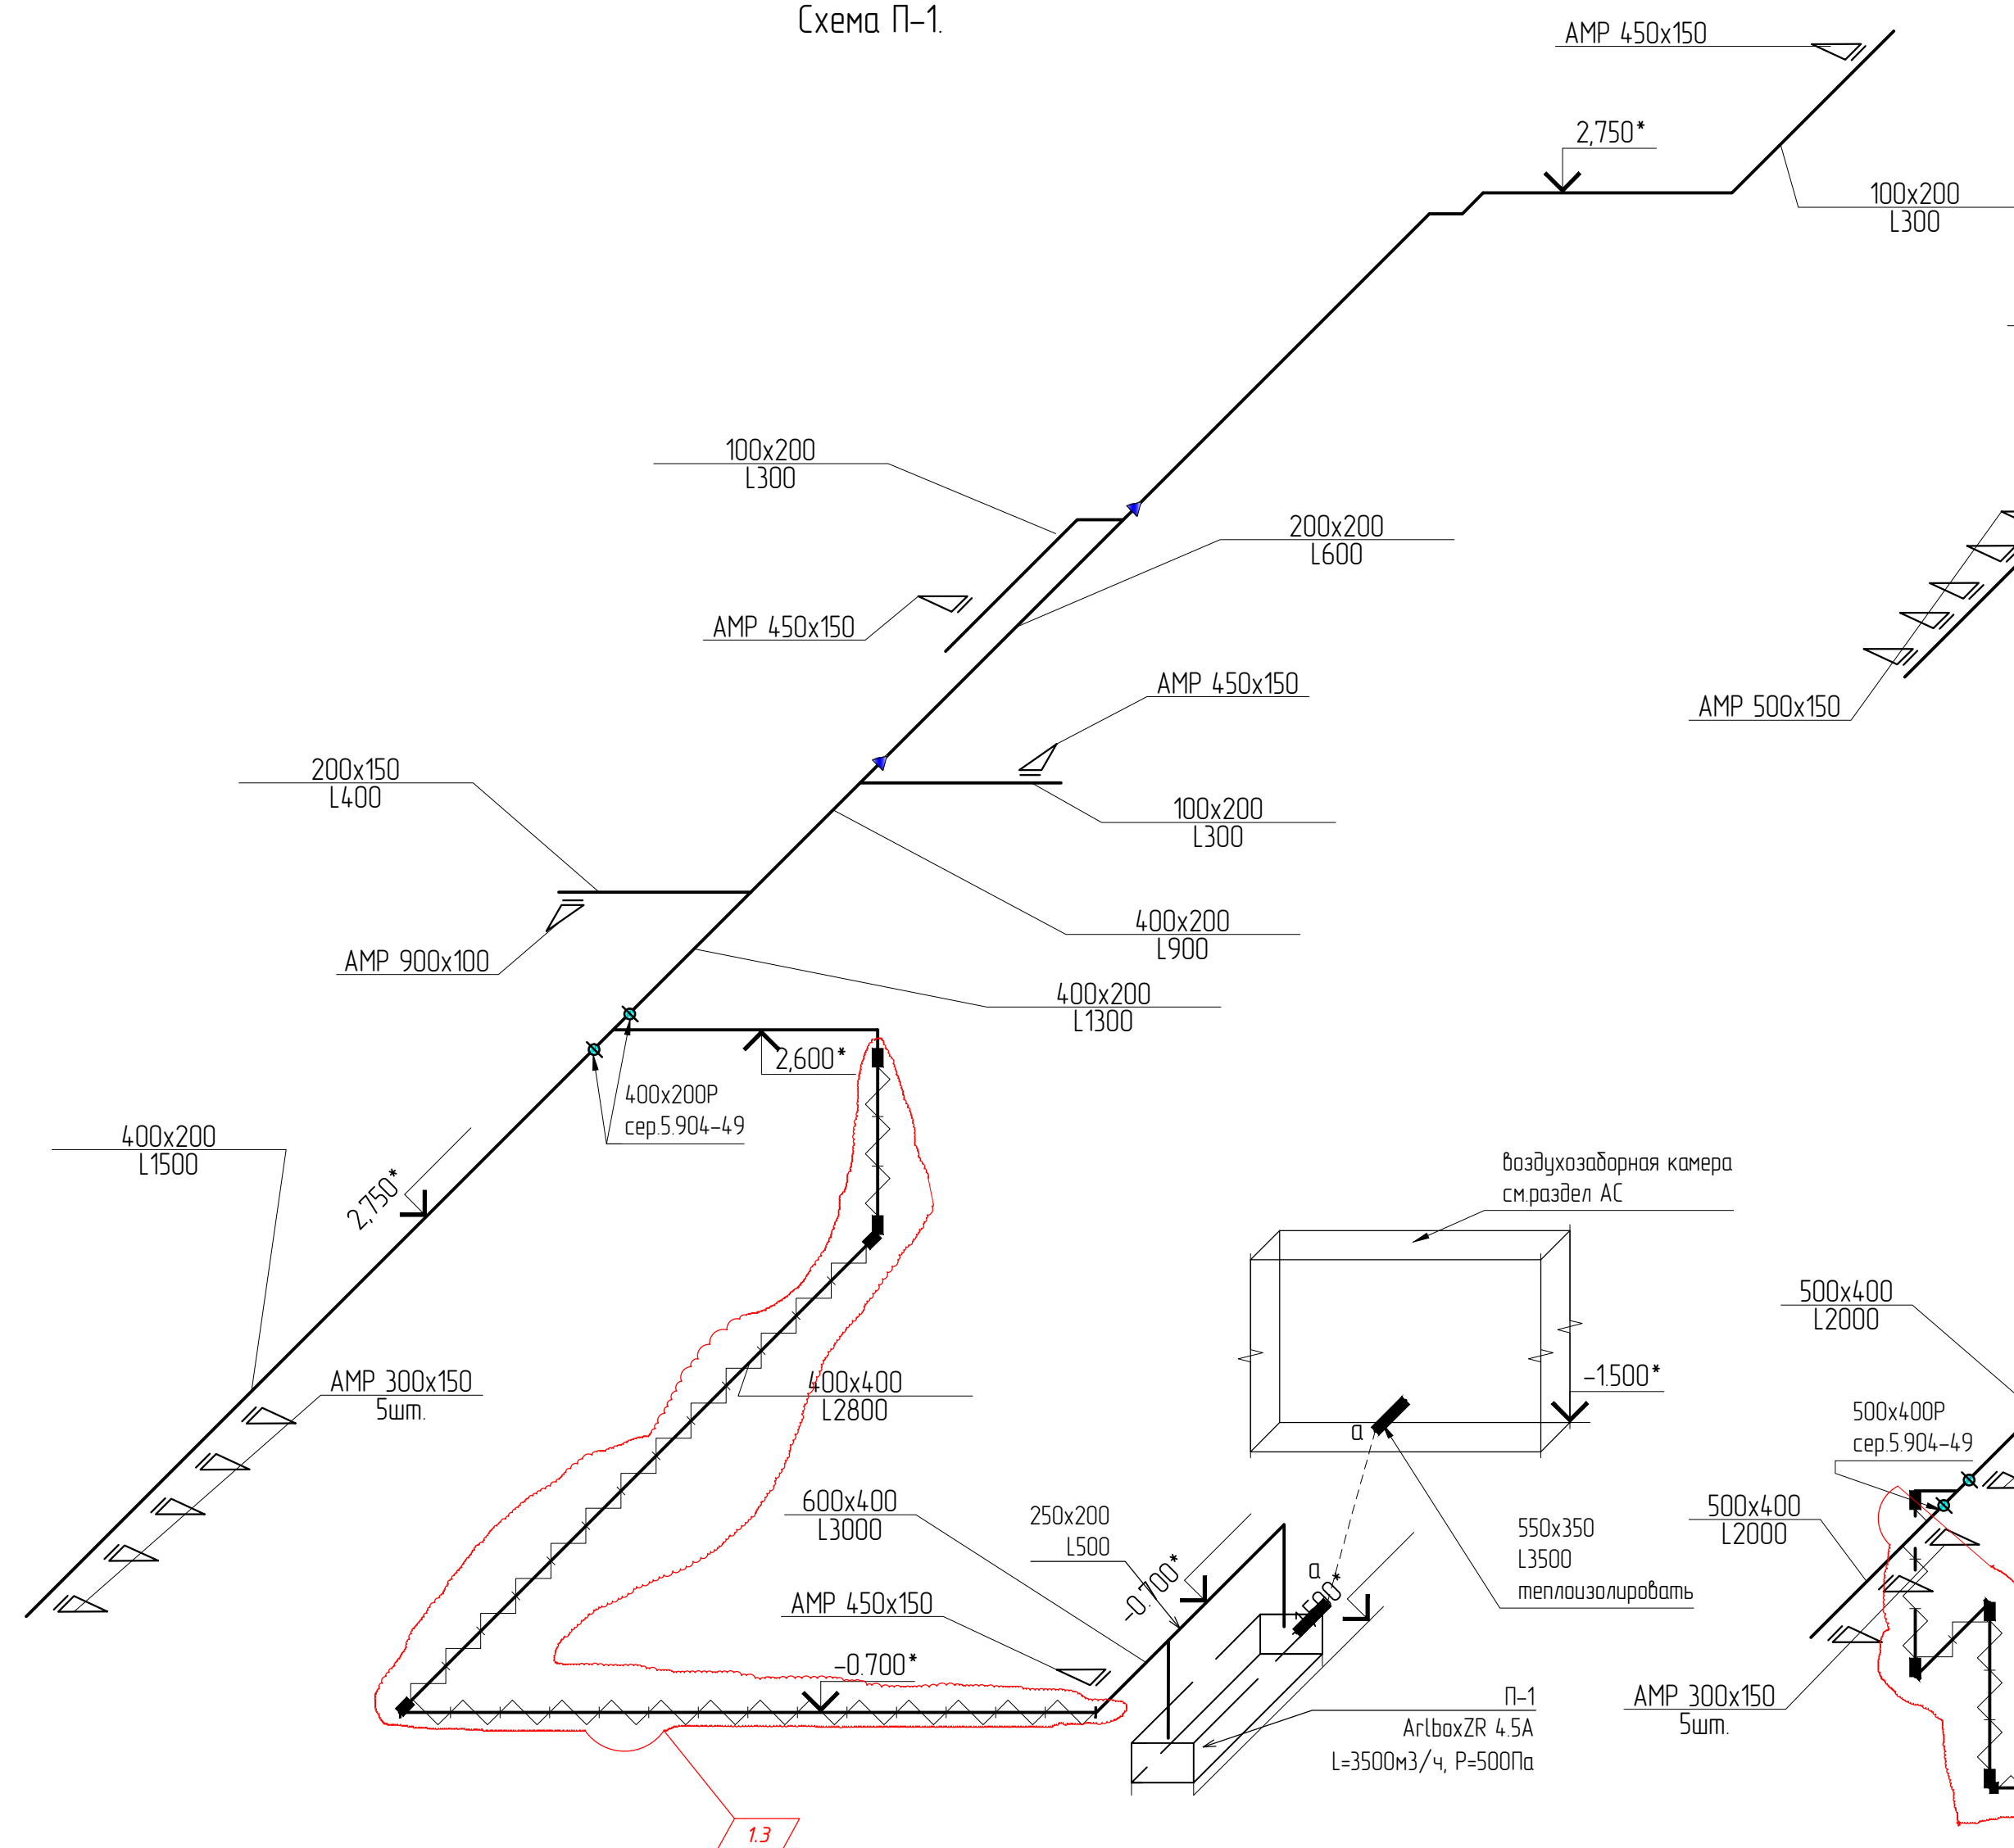 Схема П-1.
АМР 450х150
2,750*
100х200
L300
100х200
L300
200х200
L600
АМР 450х150
АМР 450х150
АМР 500х150
200х150
L400
100х200
L300
400х200
L900
АМР 900х100
400х200
L1300
2,600*
400х200Р
сер.5.904-49
400х200
L1500
2,750*
воздухозаборная камера
см.раздел АС
500х400
L2000
-1.500*
АМР 300х150
5шт.
400х400
L2800
а
500х400Р
сер.5.904-49
600х400
L3000
250х200
L500
550х350
L3500
теплоизолировать
500х400
L2000
-0.700*
а
АМР 450х150
-0.700*
П-1
ArlboxZR 4.5A
L=3500м3/ч, P=500Па
АМР 300х150
5шт.
1.3